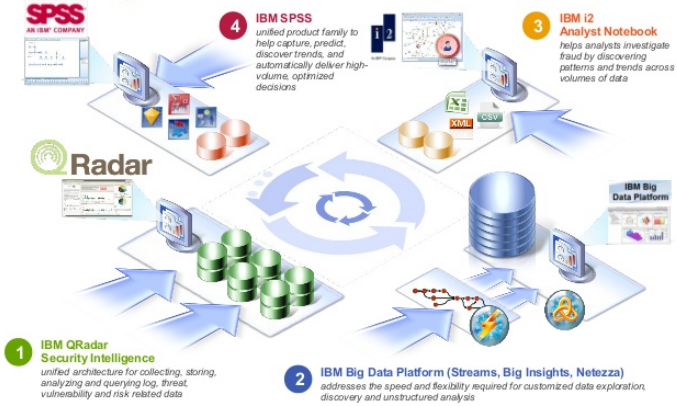 SPSS
AN IBM® COMPANY
4
IBM SPSS
unified product family to
help capture, predict,
discover trends, and
automatically deliver high-
volume, optimized
decisions
i 2
3
IBM i2
Analyst Notebook
helps analysts investigate
fraud by discovering
patterns and trends across
volumes of data
XML
CSV
QRadar
IBM Big
Data Platform
1
IBM QRadar
Security Intelligence
unified architecture for collecting, storing,
analyzing and querying log, threat,
vulnerability and risk related data
2
IBM Big Data Platform (Streams, Big Insights, Netezza)
addresses the speed and flexibility required for customized data exploration,
discovery and unstructured analysis